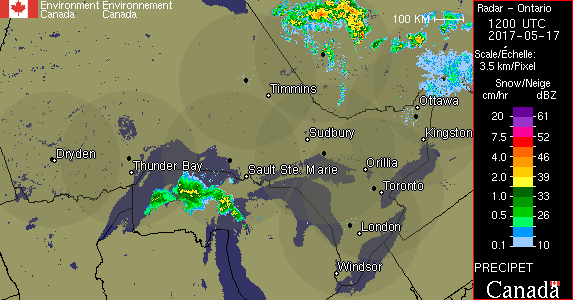 Environment Environnement
Canada Canada
100 KM
Timmins
Ottawa
Sudbury
Kingston
Dryden
Thunder Bay
Sault Ste. Marie
Orillia
Toronto
London
Windsor
Radar - Ontario
1200 UTC
2017-05-17
Scale/Échelle:
3.5 km/Pixel
Snow/Neige
cm/hr dBZ
20 61
7.5 52
4.0 46
2.0 39
1.0 33
0.5 26
0.1 10
PRECIPET
Canada